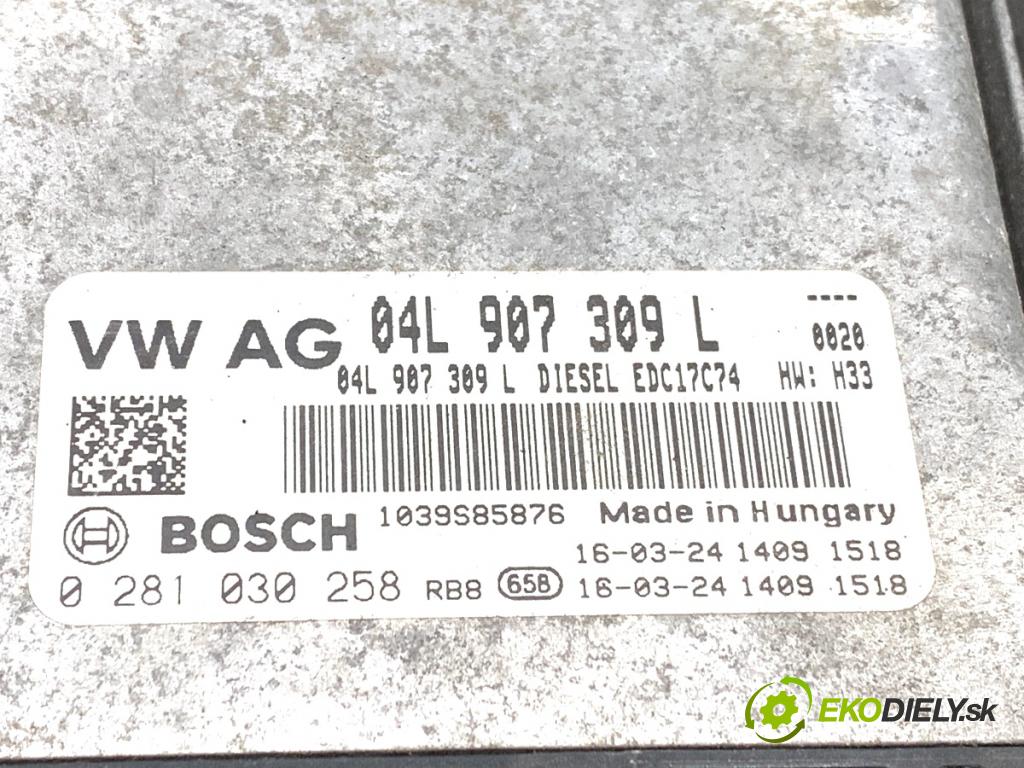 VW AG 04L 907 309 L ----
0020
04L 907 309 L DIESEL EDC17C74 HW: H33
BOSCH 1039S85876 Made in Hungary
16-03-24 1409 1518
0 281 030 258 RB8 65B 16-03-24 1409 1518
EKODIELY.sk